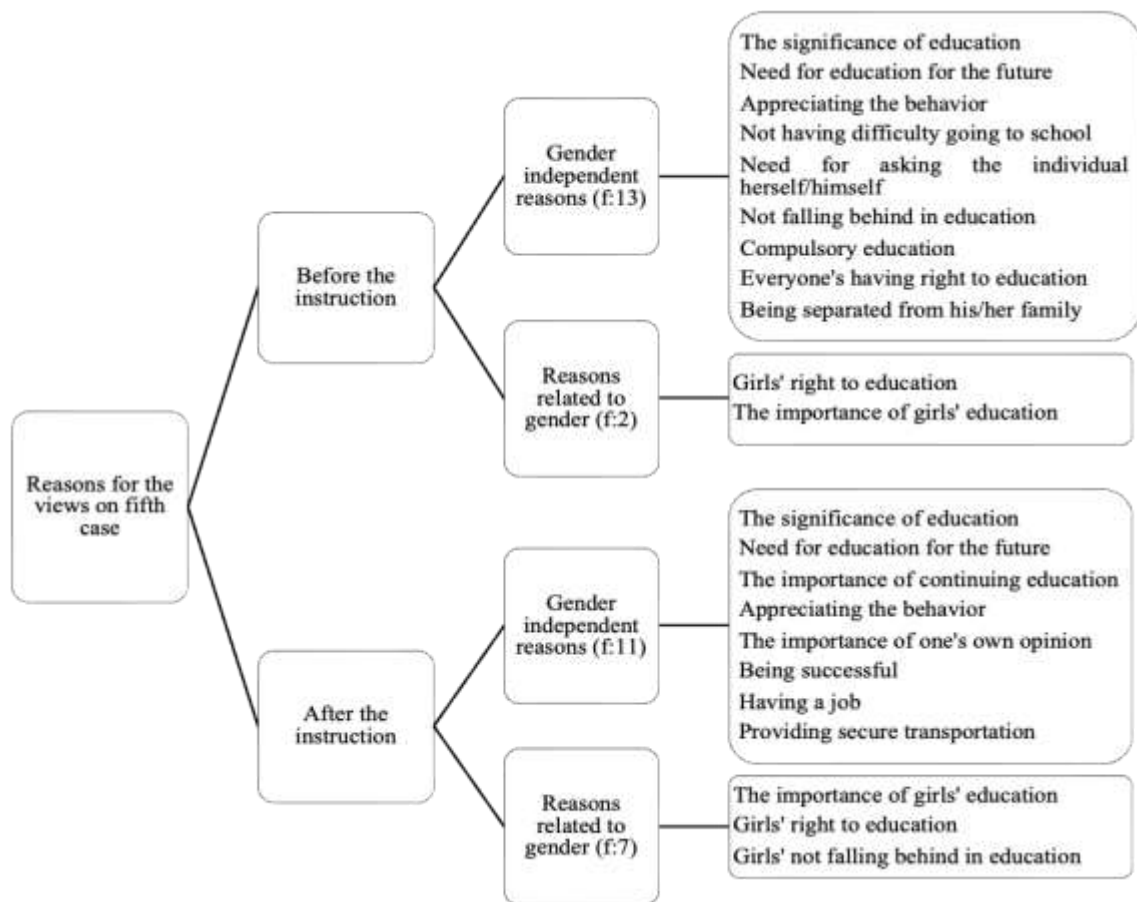 Reasons for the
views on fifth
case
Before the
instruction
Gender
independent
reasons (f:13)
The significance of education
Need for education for the future
Appreciating the behavior
Not having difficulty going to school
Need for asking the individual
herself/himself
Not falling behind in education
Compulsory education
Everyone's having right to education
Being separated from his/her family
Reasons
related to
gender (f:2)
Girls' right to education
The importance of girls' education
After the
instruction
Gender
independent
reasons (f:11)
The significance of education
Need for education for the future
The importance of continuing education
Appreciating the behavior
The importance of one's own opinion
Being successful
Having a job
Providing secure transportation
Reasons
related to
gender (f:7)
The importance of girls' education
Girls' right to education
Girls' not falling behind in education